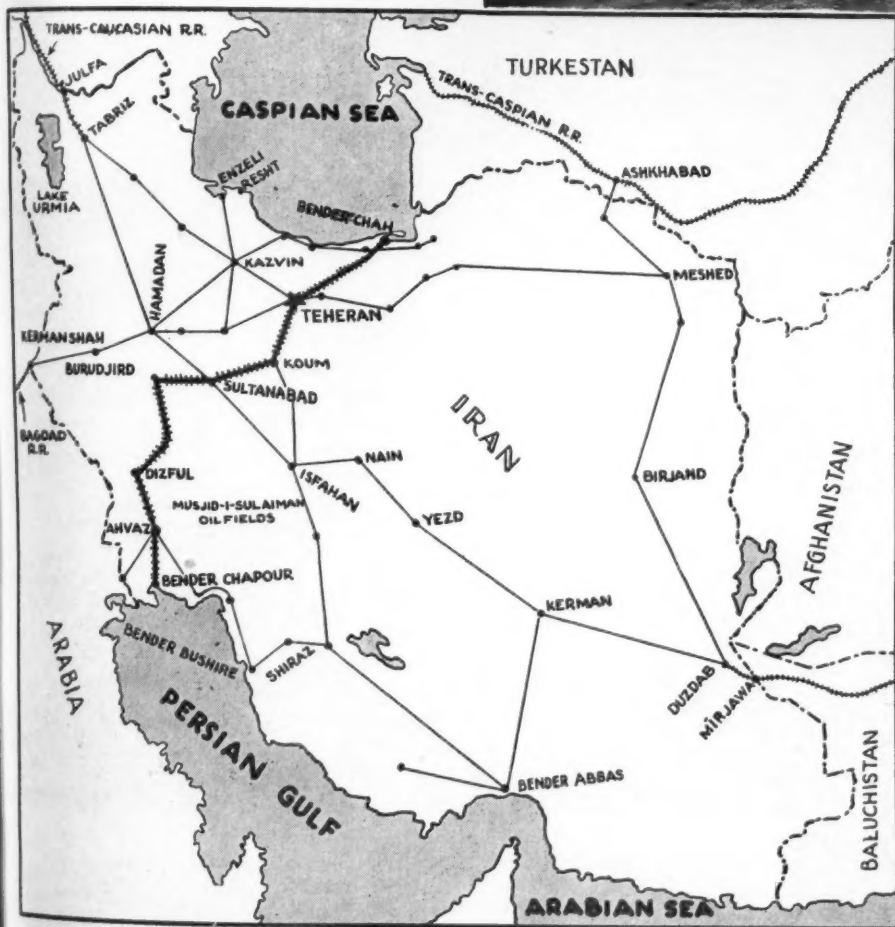 TRANS-CAUCASIAN R.R.
JULFA
TABRIZ
LAKE
URMIA
CASPIAN SEA
TURKESTAN
TRANS-CASPIAN R.R.
ASHKHABAD
ENZELI
RESHT
BENDER-CHAH
KAZVIN
HAMADAN
TEHERAN
MESHED
KERMANSHAH
BURUDJIRD
KOUM
SULTANABAD
BAGDAD
R.R.
IRAN
DIZFUL
MUSJID-I-SULAIMAN
OIL FIELDS
ISFAHAN
NAIN
YEZD
BIRJAND
AFGHANISTAN
AHVAZ
BENDER CHAPOUR
KERMAN
ARABIA
BENDER BUSHIRE
SHIRAZ
DUZDAB
MIRJAWA
PERSIAN GULF
BENDER ABBAS
BALUCHISTAN
ARABIAN SEA